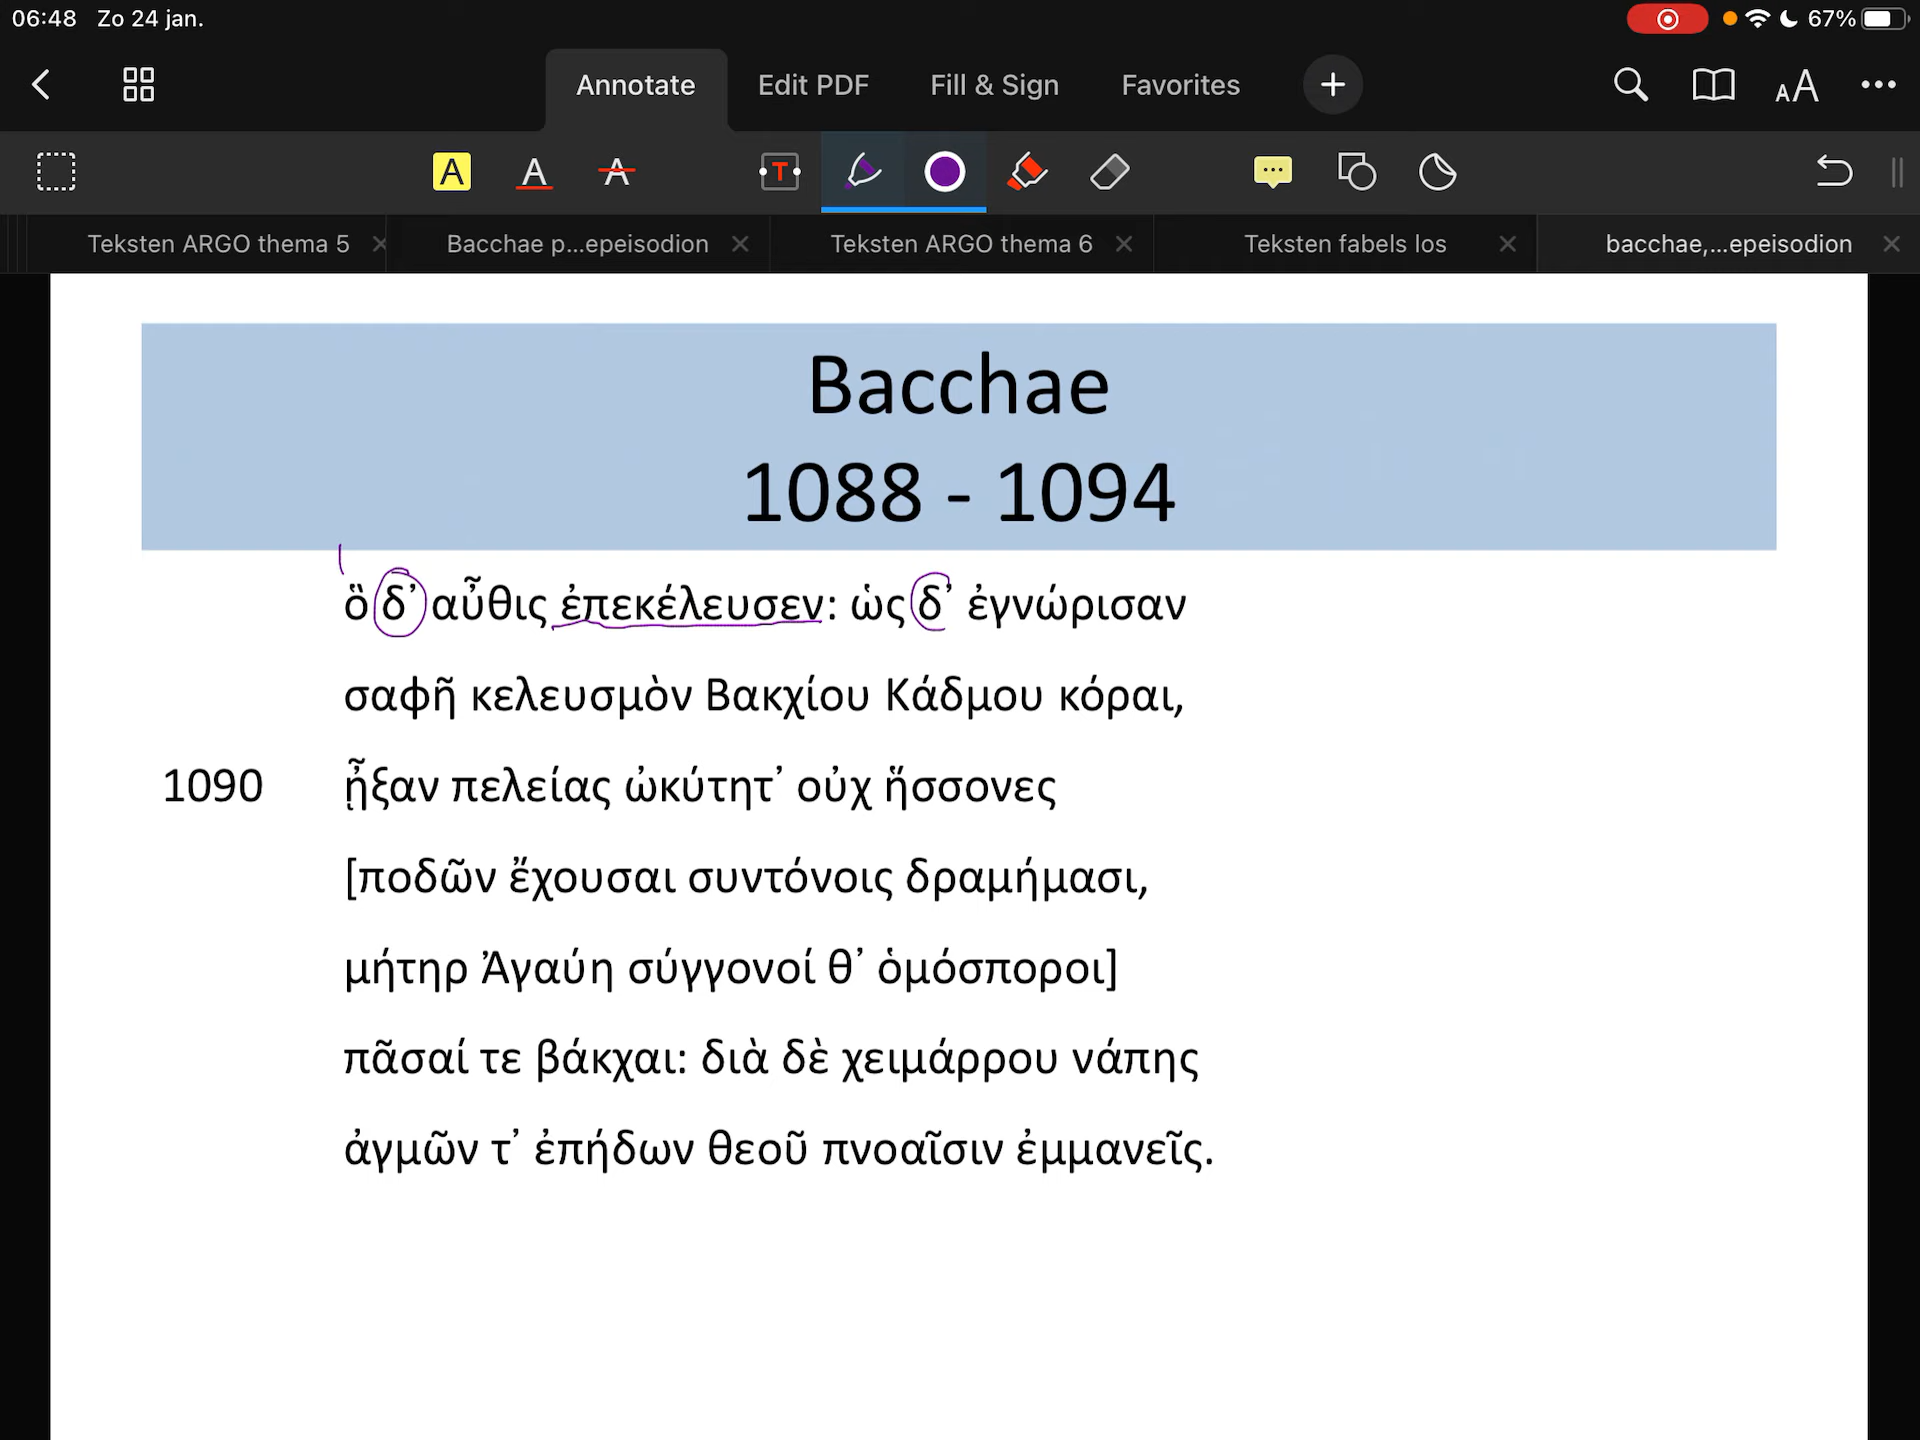 06:48 Zo 24 jan. 67%
Annotate Edit PDF Fill & Sign Favorites
Teksten ARGO thema 5 Bacchae p...epeisodion Teksten ARGO thema 6 Teksten fabels los bacchae,...epeisodion
Bacchae
1088 - 1094
ὃ δ᾽ αὖθις ἐπεκέλευσεν: ὡς δ᾽ ἐγνώρισαν
σαφῆ κελευσμὸν Βακχίου Κάδμου κόραι,
1090 ᾖξαν πελείας ὠκύτητ᾽ οὐχ ἥσσονες
[ποδῶν ἔχουσαι συντόνοις δραμήμασι,
μήτηρ Ἀγαύη σύγγονοί θ᾽ ὁμόσποροι]
πᾶσαί τε βάκχαι: διὰ δὲ χειμάρρου νάπης
ἀγμῶν τ᾽ ἐπήδων θεοῦ πνοαῖσιν ἐμμανεῖς.